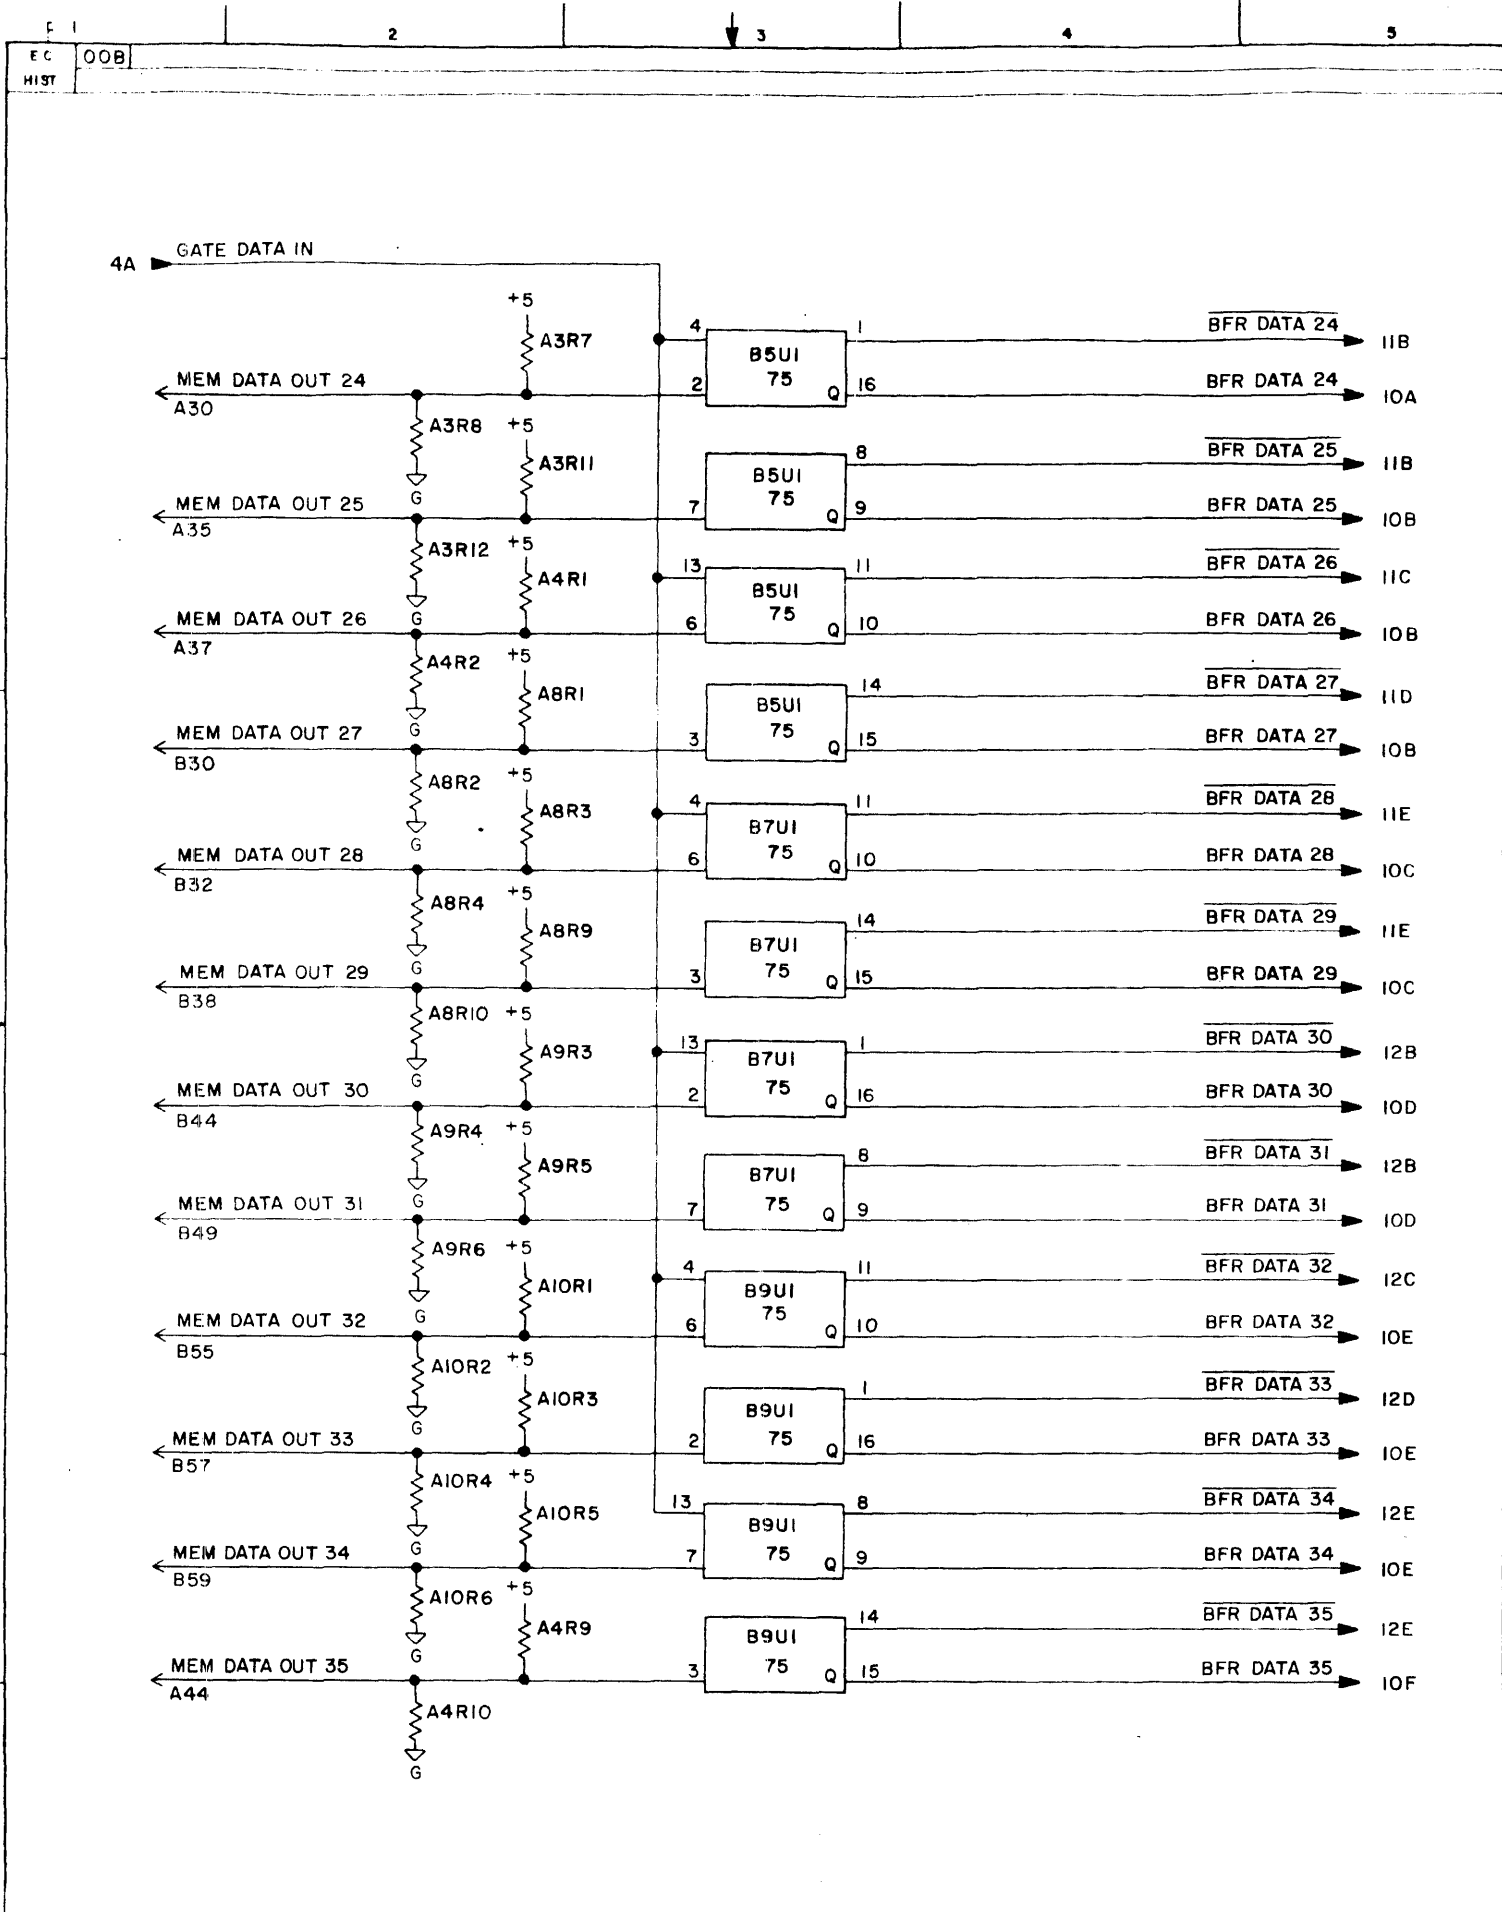 1 2 3 4 5
EC 00B
HIST
GATE DATA IN
4A
+5
A3R7
4 B5U1 1 BFR DATA 24 11B
75
MEM DATA OUT 24 2 Q 16 BFR DATA 24 10A
A30
A3R8 +5
A3R11
B5U1 8 BFR DATA 25 11B
75
G
MEM DATA OUT 25 7 Q 9 BFR DATA 25 10B
A35
A3R12 +5
A4R1
13 B5U1 11 BFR DATA 26 11C
75
G
MEM DATA OUT 26 6 Q 10 BFR DATA 26 10B
A37
A4R2 +5
A8R1
B5U1 14 BFR DATA 27 11D
75
G
MEM DATA OUT 27 3 Q 15 BFR DATA 27 10B
B30
A8R2 +5
A8R3
4 B7U1 11 BFR DATA 28 11E
75
G
MEM DATA OUT 28 6 Q 10 BFR DATA 28 10C
B32
A8R4 +5
A8R9
B7U1 14 BFR DATA 29 11E
75
G
MEM DATA OUT 29 3 Q 15 BFR DATA 29 10C
B38
A8R10 +5
A9R3
13 B7U1 1 BFR DATA 30 12B
75
G
MEM DATA OUT 30 2 Q 16 BFR DATA 30 10D
B44
A9R4 +5
A9R5
B7U1 8 BFR DATA 31 12B
75
G
MEM DATA OUT 31 7 Q 9 BFR DATA 31 10D
B49
A9R6 +5
A10R1
4 B9U1 11 BFR DATA 32 12C
75
G
MEM DATA OUT 32 6 Q 10 BFR DATA 32 10E
B55
A10R2 +5
A10R3
B9U1 1 BFR DATA 33 12D
75
G
MEM DATA OUT 33 2 Q 16 BFR DATA 33 10E
B57
A10R4 +5
A10R5
13 B9U1 8 BFR DATA 34 12E
75
G
MEM DATA OUT 34 7 Q 9 BFR DATA 34 10E
B59
A10R6 +5
A4R9
B9U1 14 BFR DATA 35 12E
75
G
MEM DATA OUT 35 3 Q 15 BFR DATA 35 10F
A44
A4R10
G